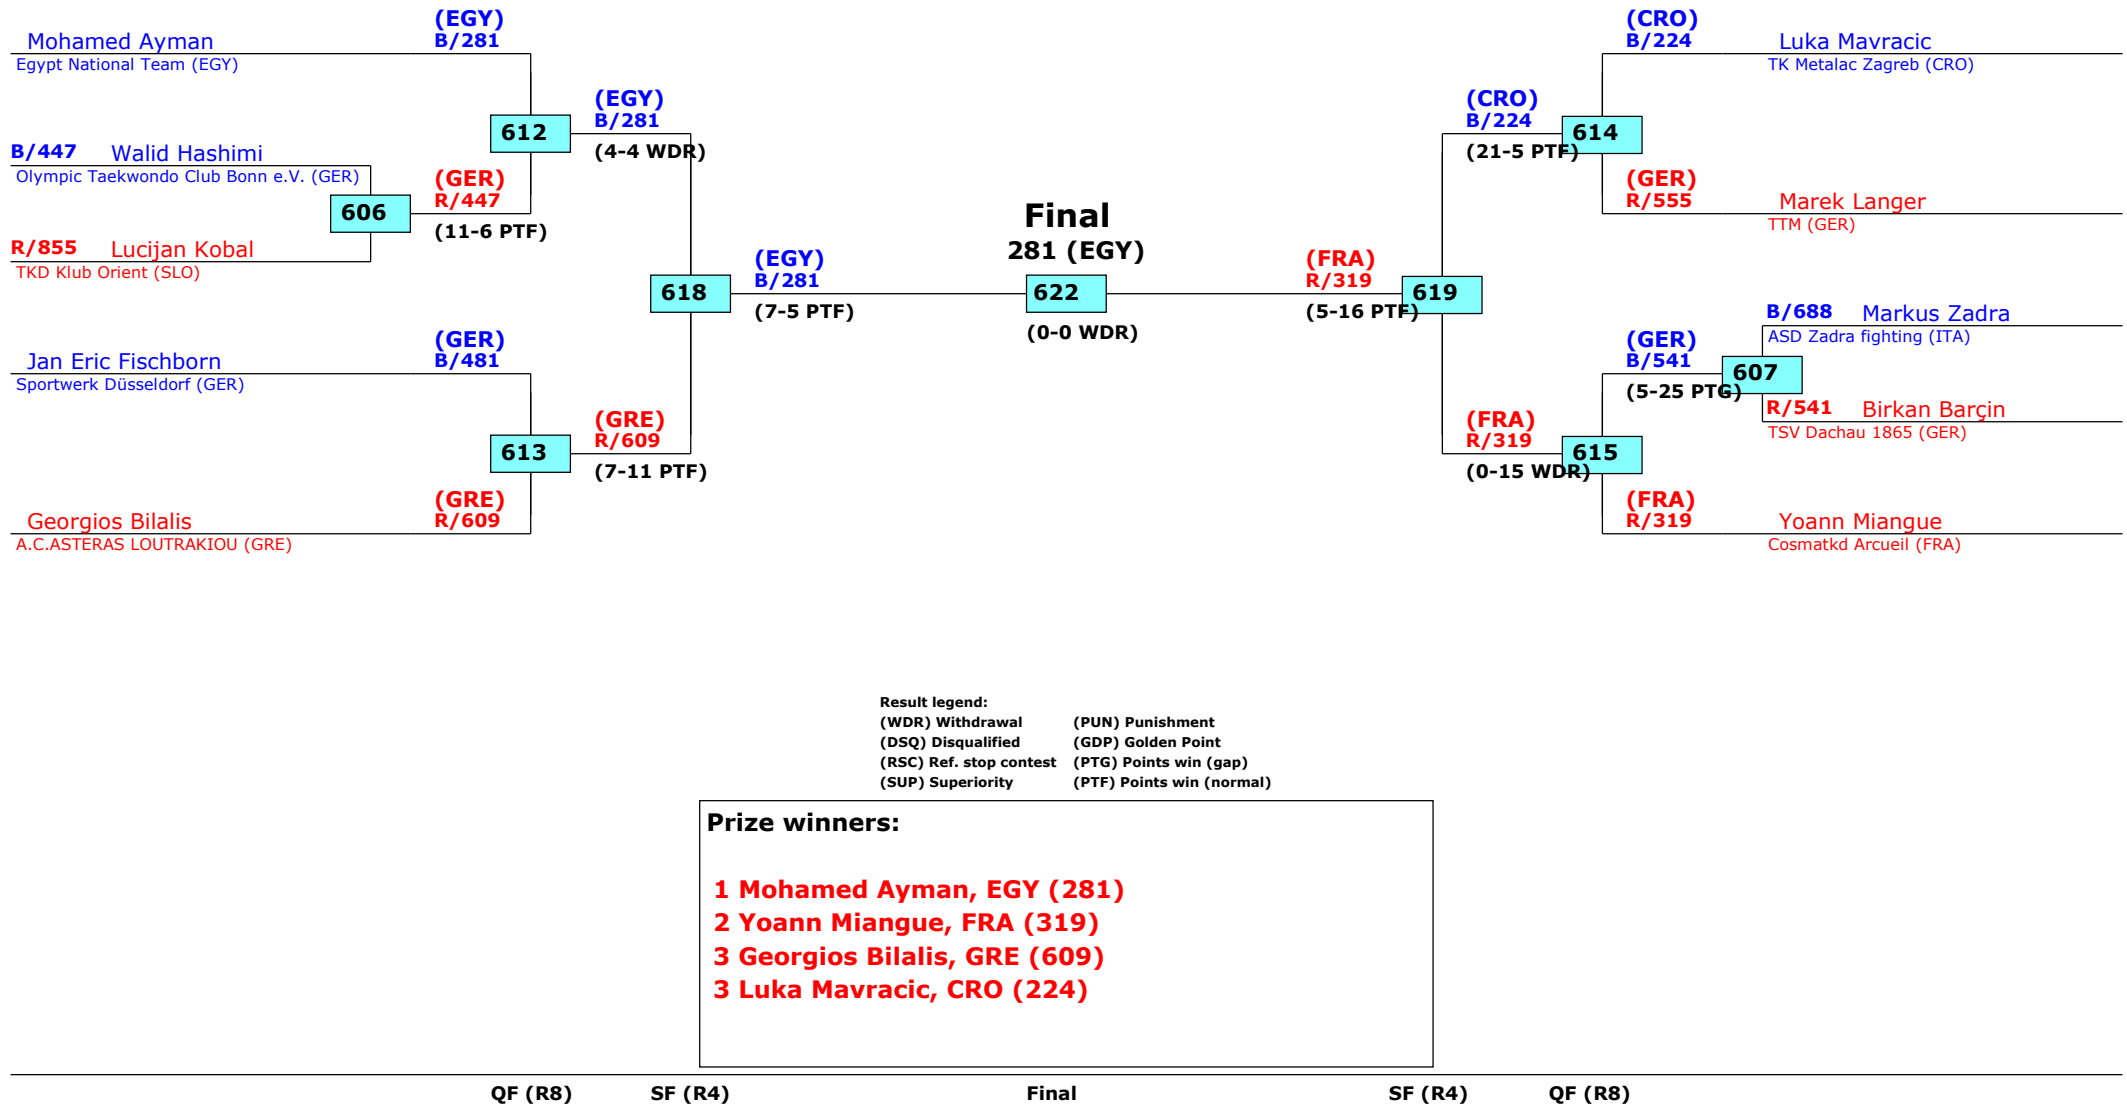 (EGY)
Mohamed Ayman B/281
Egypt National Team (EGY)
(EGY)
612 B/281
(4-4 WDR)
B/447 Walid Hashimi
Olympic Taekwondo Club Bonn e.V. (GER)
(GER)
606 R/447
(11-6 PTF)
R/855 Lucijan Kobal
TKD Klub Orient (SLO)
(EGY)
618 B/281
(7-5 PTF)
(GER)
Jan Eric Fischborn B/481
Sportwerk Düsseldorf (GER)
(GRE)
613 R/609
(7-11 PTF)
(GRE)
Georgios Bilalis R/609
A.C.ASTERAS LOUTRAKIOU (GRE)
Final
281 (EGY)
622
(0-0 WDR)
(CRO)
B/224 Luka Mavracic
TK Metalac Zagreb (CRO)
(CRO)
B/224 614
(21-5 PTF)
(GER)
R/555 Marek Langer
TTM (GER)
(FRA)
R/319 619
(5-16 PTF)
B/688 Markus Zadra
ASD Zadra fighting (ITA)
(GER)
B/541 607
(5-25 PTG)
R/541 Birkan Barçin
TSV Dachau 1865 (GER)
(FRA)
R/319 615
(0-15 WDR)
(FRA)
R/319 Yoann Miangue
Cosmatkd Arcueil (FRA)
Result legend:
(WDR) Withdrawal (PUN) Punishment
(DSQ) Disqualified (GDP) Golden Point
(RSC) Ref. stop contest (PTG) Points win (gap)
(SUP) Superiority (PTF) Points win (normal)
Prize winners:
1 Mohamed Ayman, EGY (281)
2 Yoann Miangue, FRA (319)
3 Georgios Bilalis, GRE (609)
3 Luka Mavracic, CRO (224)
QF (R8) SF (R4) Final SF (R4) QF (R8)